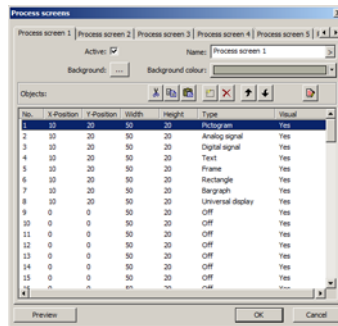 Process screens
Process screen 1 Process screen 2 Process screen 3 Process screen 4 Process screen 5
Active: Name: Process screen 1
Background: ... Background colour:
Objects:
No. X-Position Y-Position Width Height Type Visual
1 10 20 50 20 Pictogram Yes
2 10 20 50 20 Analog signal Yes
3 10 20 50 20 Digital signal Yes
4 10 20 50 20 Text Yes
5 10 20 50 20 Frame Yes
6 10 20 50 20 Rectangle Yes
7 10 20 50 20 Bargraph Yes
8 10 20 50 20 Universal display Yes
9 0 0 50 20 Off Yes
10 0 0 50 20 Off Yes
11 0 0 50 20 Off Yes
12 0 0 50 20 Off Yes
13 0 0 50 20 Off Yes
14 0 0 50 20 Off Yes
15 0 0 50 20 Off Yes
Preview OK Cancel